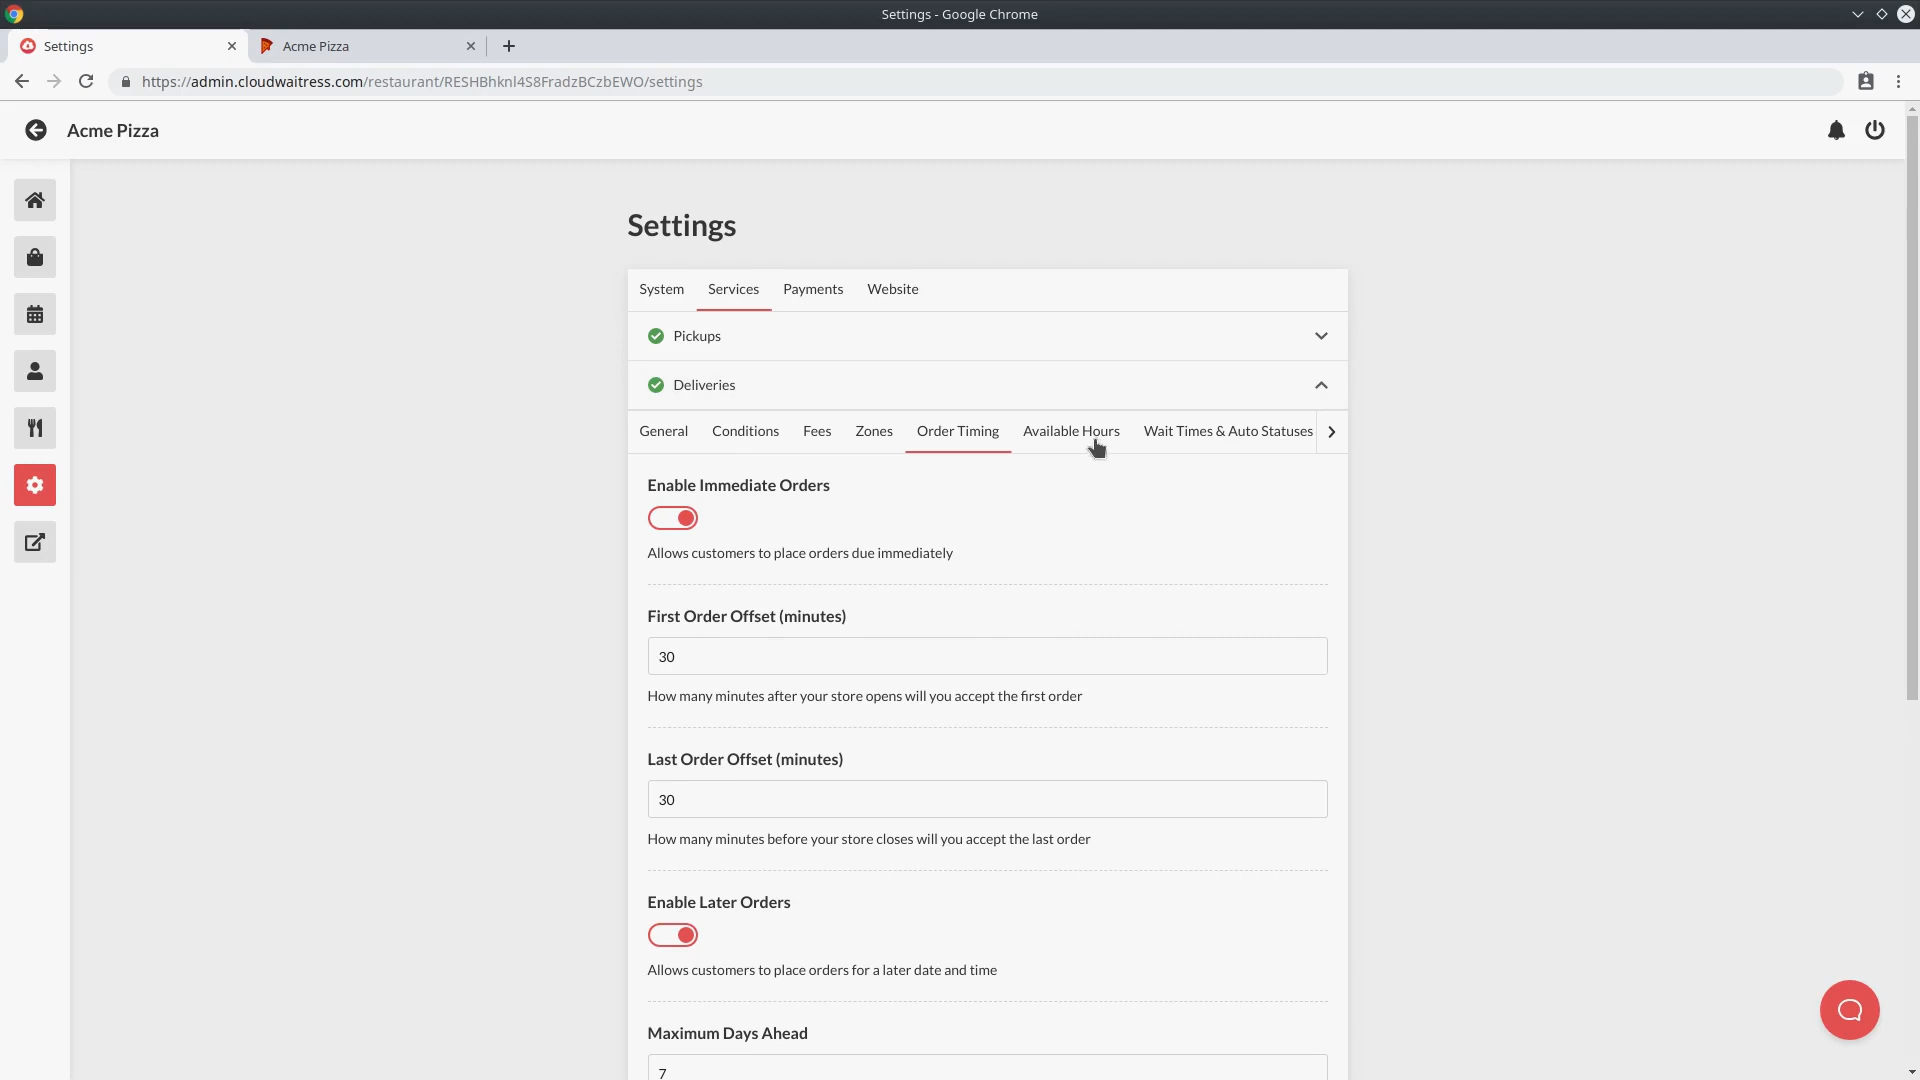 Settings - Google Chrome
Settings
Acme Pizza
https://admin.cloudwaitress.com/restaurant/RESHBhknl4S8FradzBCzbEWO/settings
Acme Pizza
Settings
System Services Payments Website
Pickups
Deliveries
General Conditions Fees Zones Order Timing Available Hours Wait Times & Auto Statuses
Enable Immediate Orders
Allows customers to place orders due immediately
First Order Offset (minutes)
30
How many minutes after your store opens will you accept the first order
Last Order Offset (minutes)
30
How many minutes before your store closes will you accept the last order
Enable Later Orders
Allows customers to place orders for a later date and time
Maximum Days Ahead
7